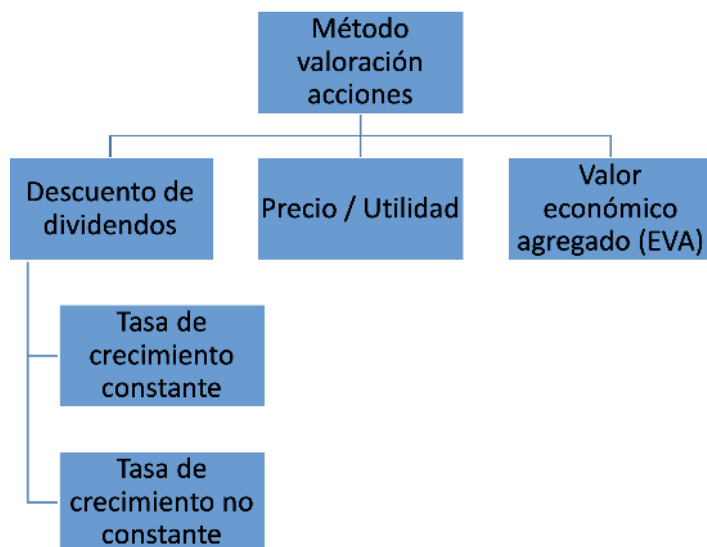 Método
valoración
acciones
Descuento de
dividendos
Precio / Utilidad
Valor
económico
agregado (EVA)
Tasa de
crecimiento
constante
Tasa de
crecimiento no
constante